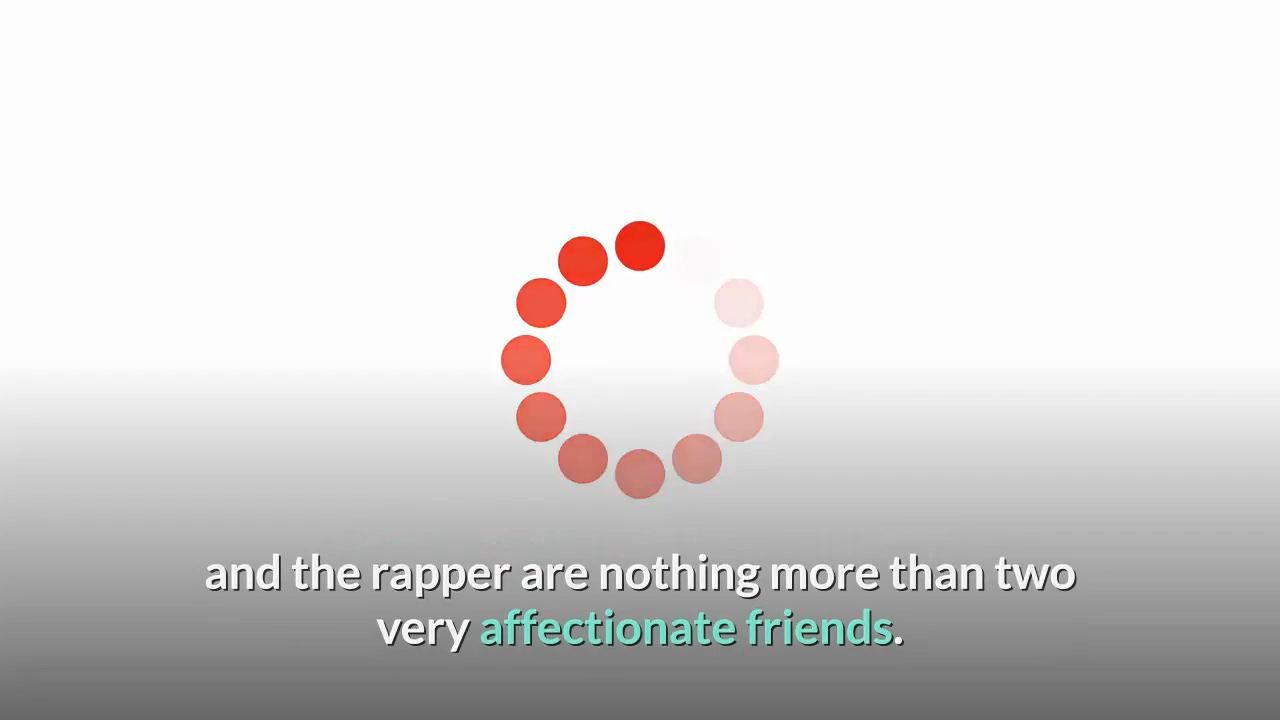 and the rapper are nothing more than two
very affectionate friends.